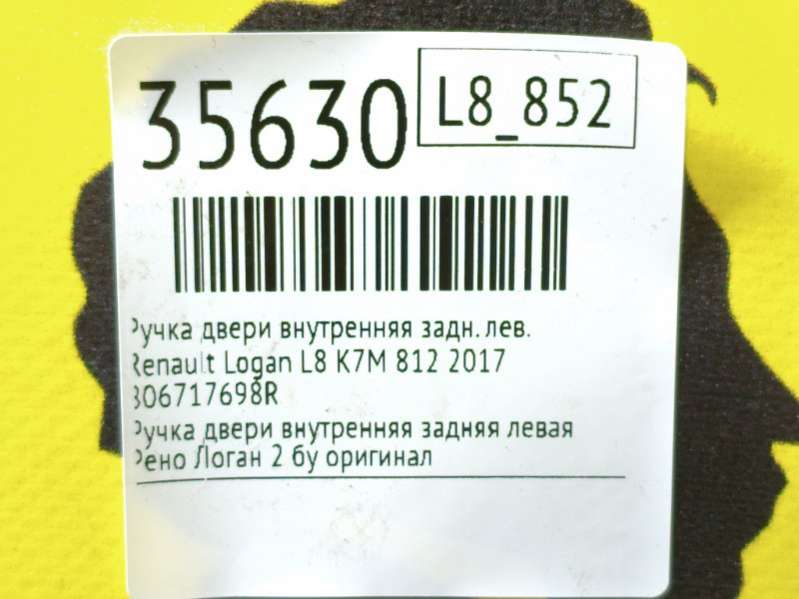 35630
L8_852
Ручка двери внутренняя задн. лев.
Renault Logan L8 K7M 812 2017
806717698R
Ручка двери внутренняя задняя левая
Рено Логан 2 бу оригинал